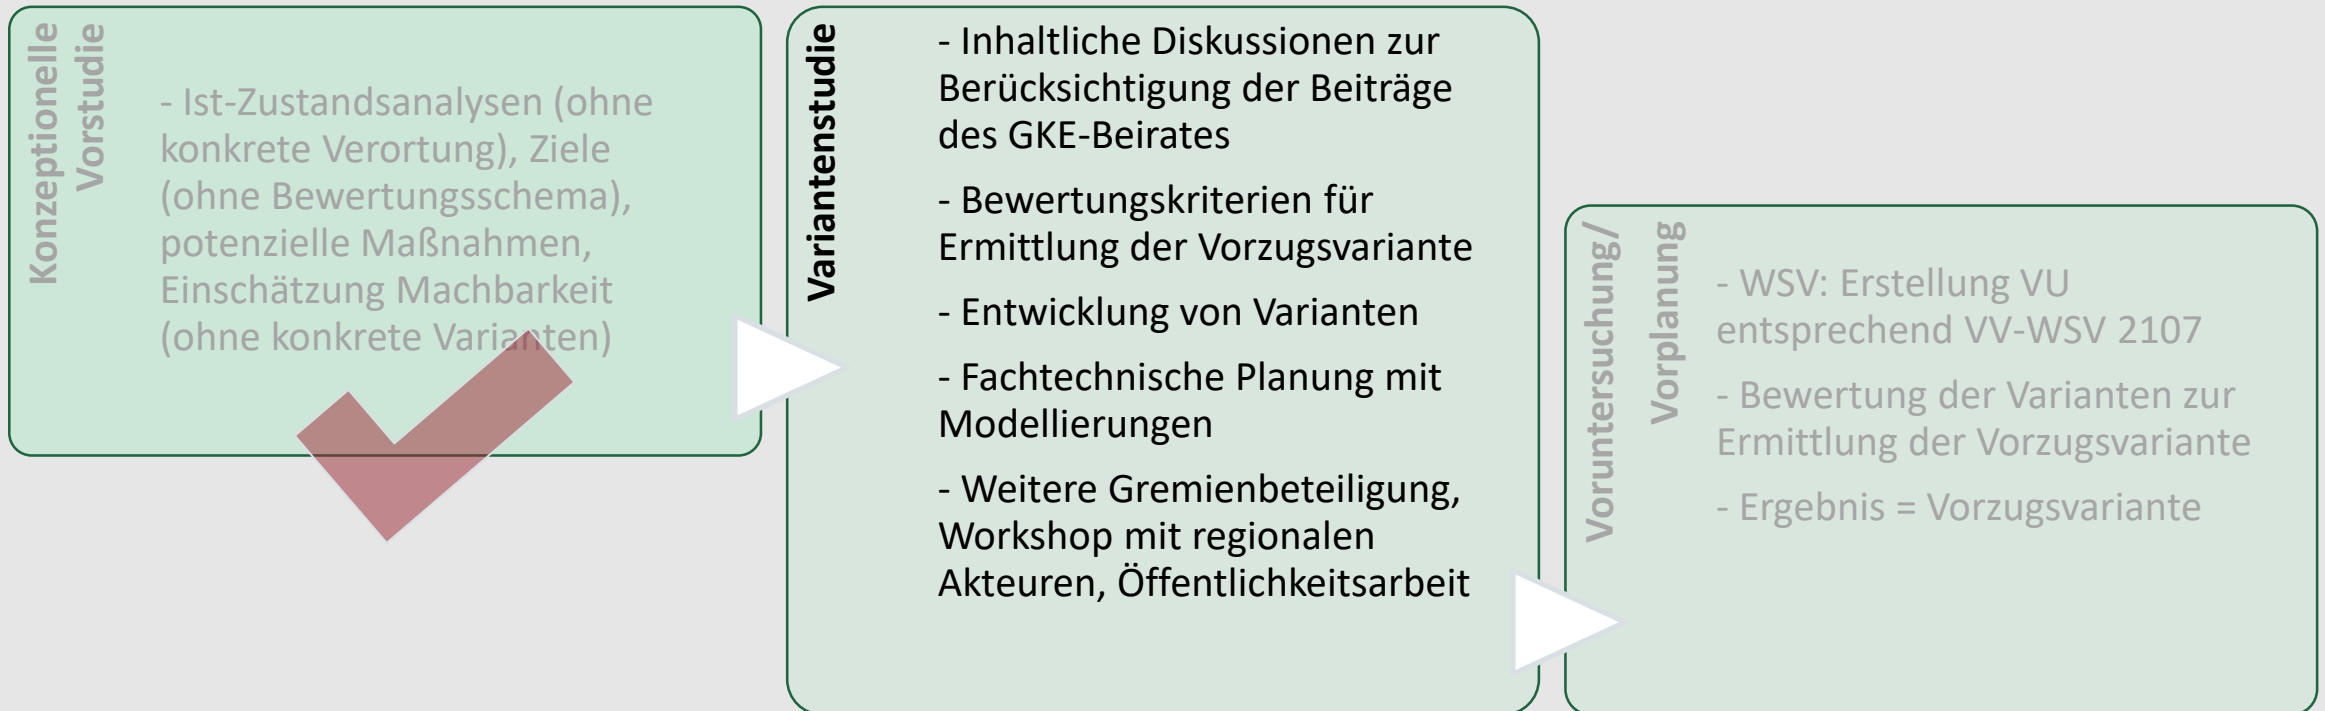 Konzeptionelle
Vorstudie
- Ist-Zustandsanalysen (ohne
konkrete Verortung), Ziele
(ohne Bewertungsschema),
potenzielle Maßnahmen,
Einschätzung Machbarkeit
(ohne konkrete Varianten)
Variantenstudie
- Inhaltliche Diskussionen zur
Berücksichtigung der Beiträge
des GKE-Beirates
- Bewertungskriterien für
Ermittlung der Vorzugsvariante
- Entwicklung von Varianten
- Fachtechnische Planung mit
Modellierungen
- Weitere Gremienbeteiligung,
Workshop mit regionalen
Akteuren, Öffentlichkeitsarbeit
Voruntersuchung/
Vorplanung
- WSV: Erstellung VU
entsprechend VV-WSV 2107
- Bewertung der Varianten zur
Ermittlung der Vorzugsvariante
- Ergebnis = Vorzugsvariante